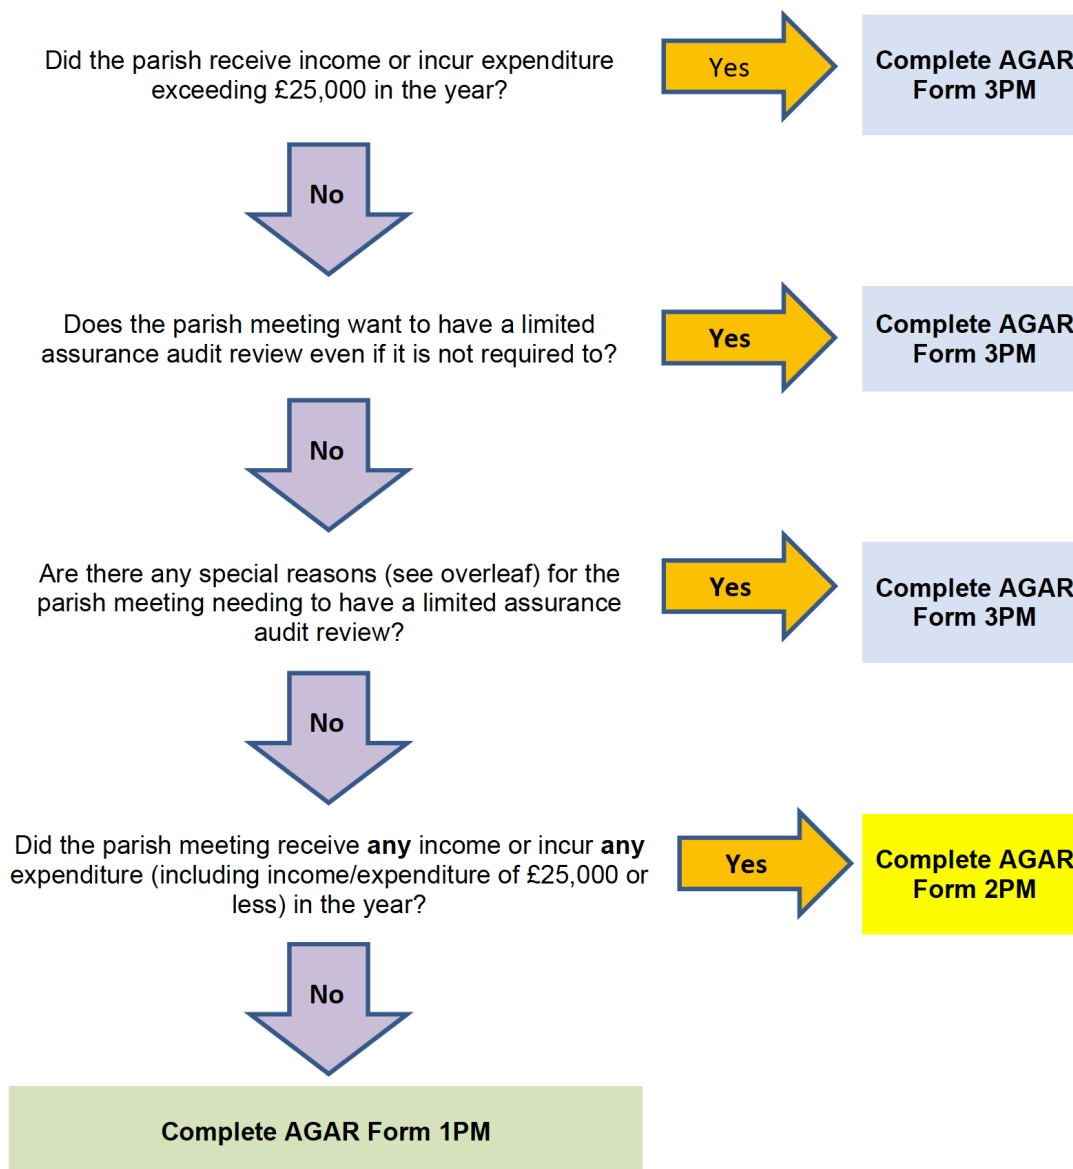 Did the parish receive income or incur expenditure
exceeding £25,000 in the year?
Yes
Complete AGAR
Form 3PM
No
Does the parish meeting want to have a limited
assurance audit review even if it is not required to?
Yes
Complete AGAR
Form 3PM
No
Are there any special reasons (see overleaf) for the
parish meeting needing to have a limited assurance
audit review?
Yes
Complete AGAR
Form 3PM
No
Did the parish meeting receive any income or incur any
expenditure (including income/expenditure of £25,000 or
less) in the year?
Yes
Complete AGAR
Form 2PM
No
Complete AGAR Form 1PM